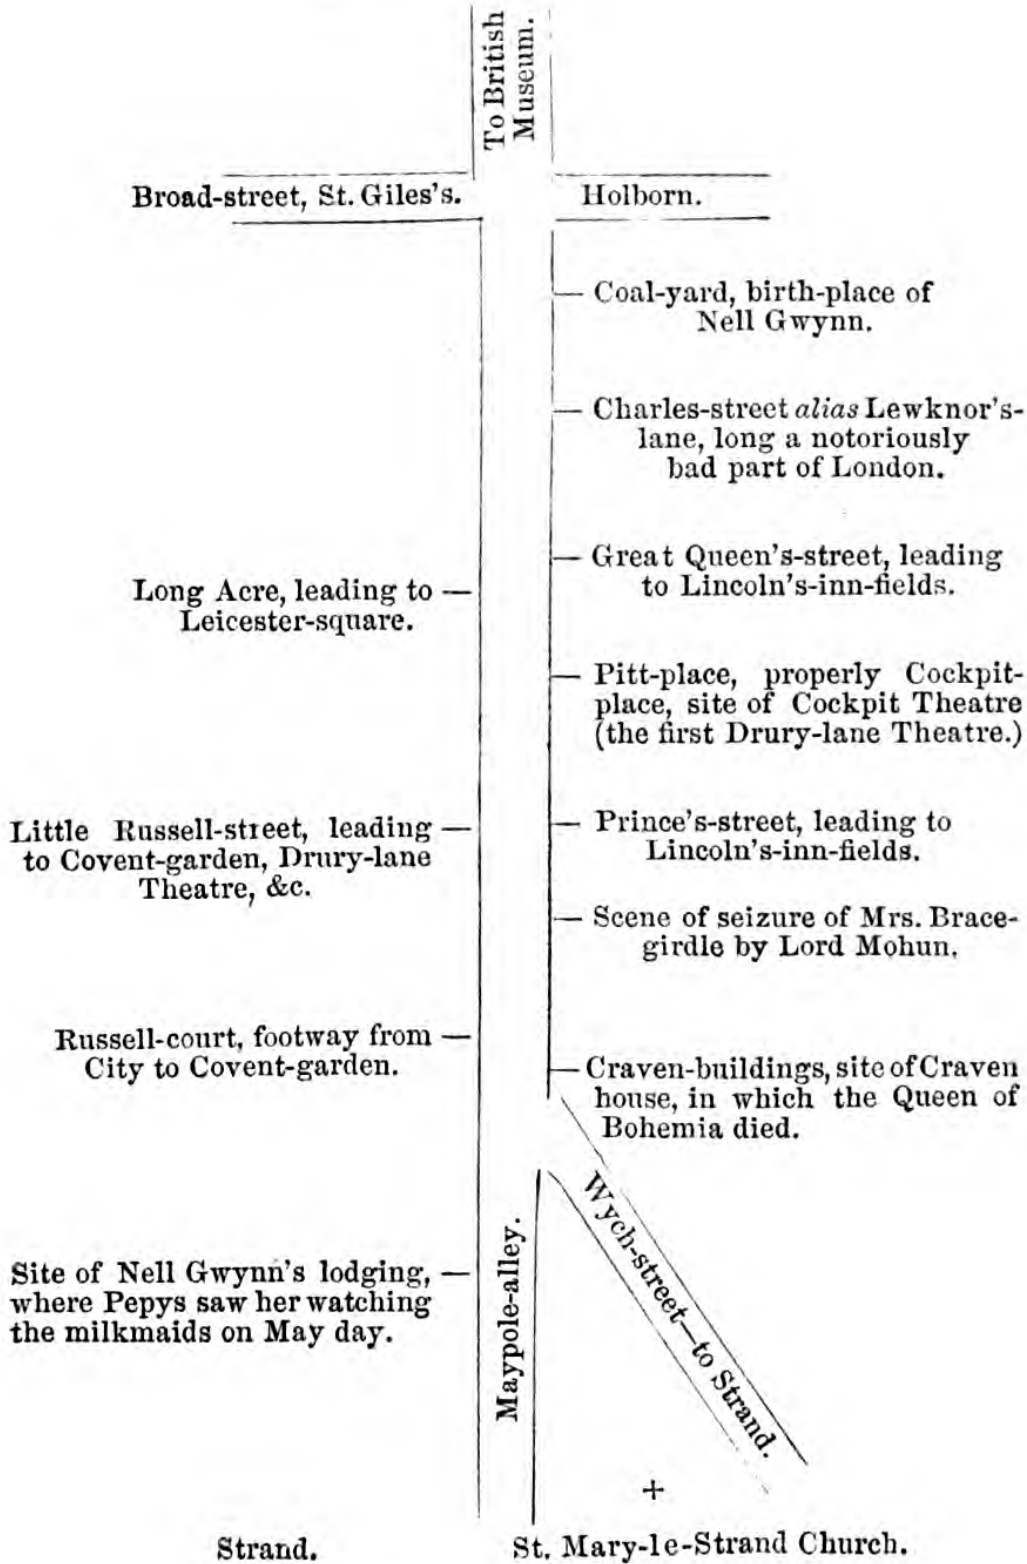 To British
Museum.
Broad-street, St. Giles's.
Holborn.
— Coal-yard, birth-place of
Nell Gwynn.
— Charles-street alias Lewknor's-
lane, long a notoriously
bad part of London.
— Great Queen's-street, leading
to Lincoln's-inn-fields.
Long Acre, leading to —
Leicester-square.
— Pitt-place, properly Cockpit-
place, site of Cockpit Theatre
(the first Drury-lane Theatre.)
Little Russell-street, leading —
to Covent-garden, Drury-lane
Theatre, &c.
— Prince's-street, leading to
Lincoln's-inn-fields.
— Scene of seizure of Mrs. Brace-
girdle by Lord Mohun.
Russell-court, footway from —
City to Covent-garden.
— Craven-buildings, site of Craven
house, in which the Queen of
Bohemia died.
Wych-street—to Strand.
Maypole-alley.
Site of Nell Gwynn's lodging, —
where Pepys saw her watching
the milkmaids on May day.
+
Strand.
St. Mary-le-Strand Church.